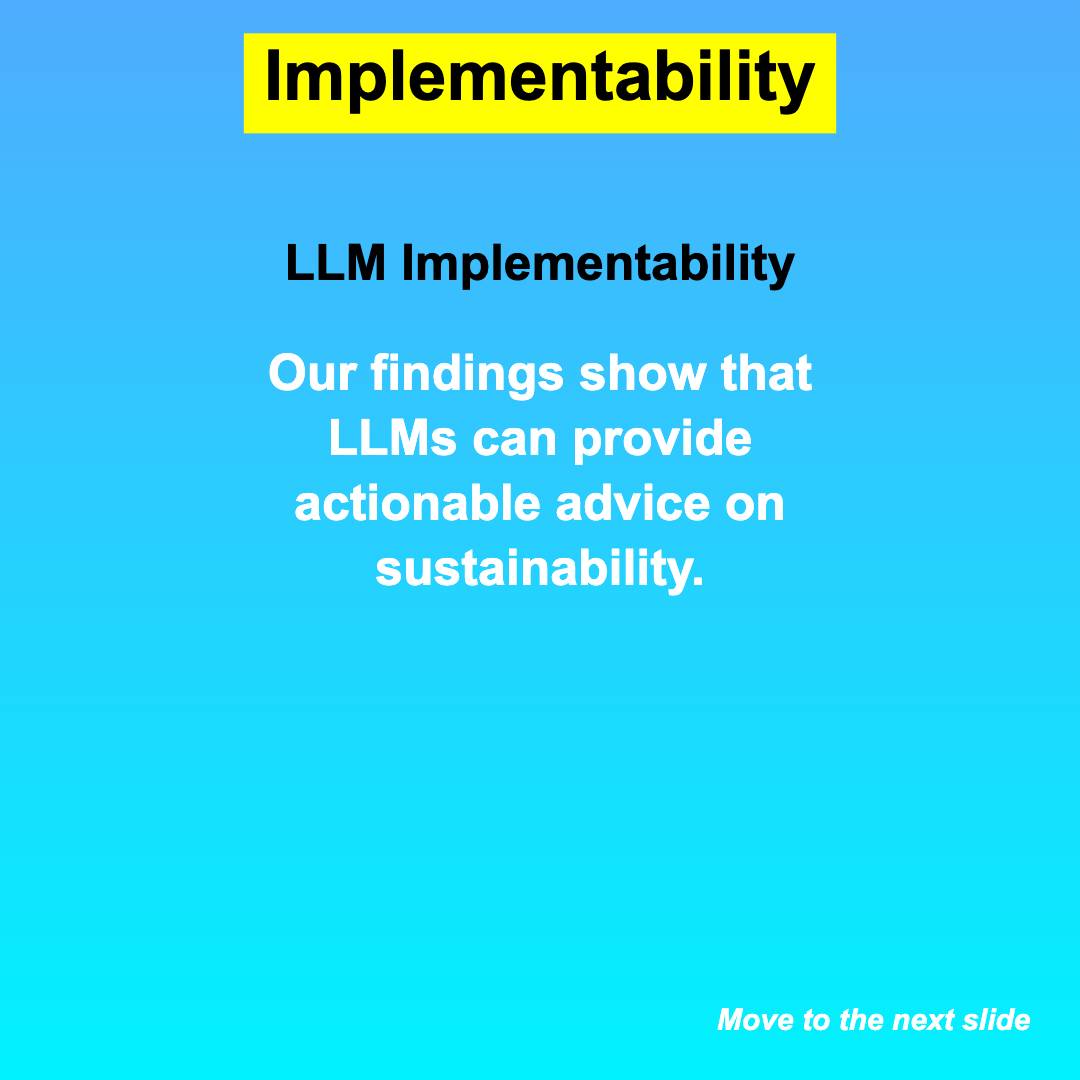 Implementability
LLM Implementability
Our findings show that
LLMs can provide
actionable advice on
sustainability.
Move to the next slide